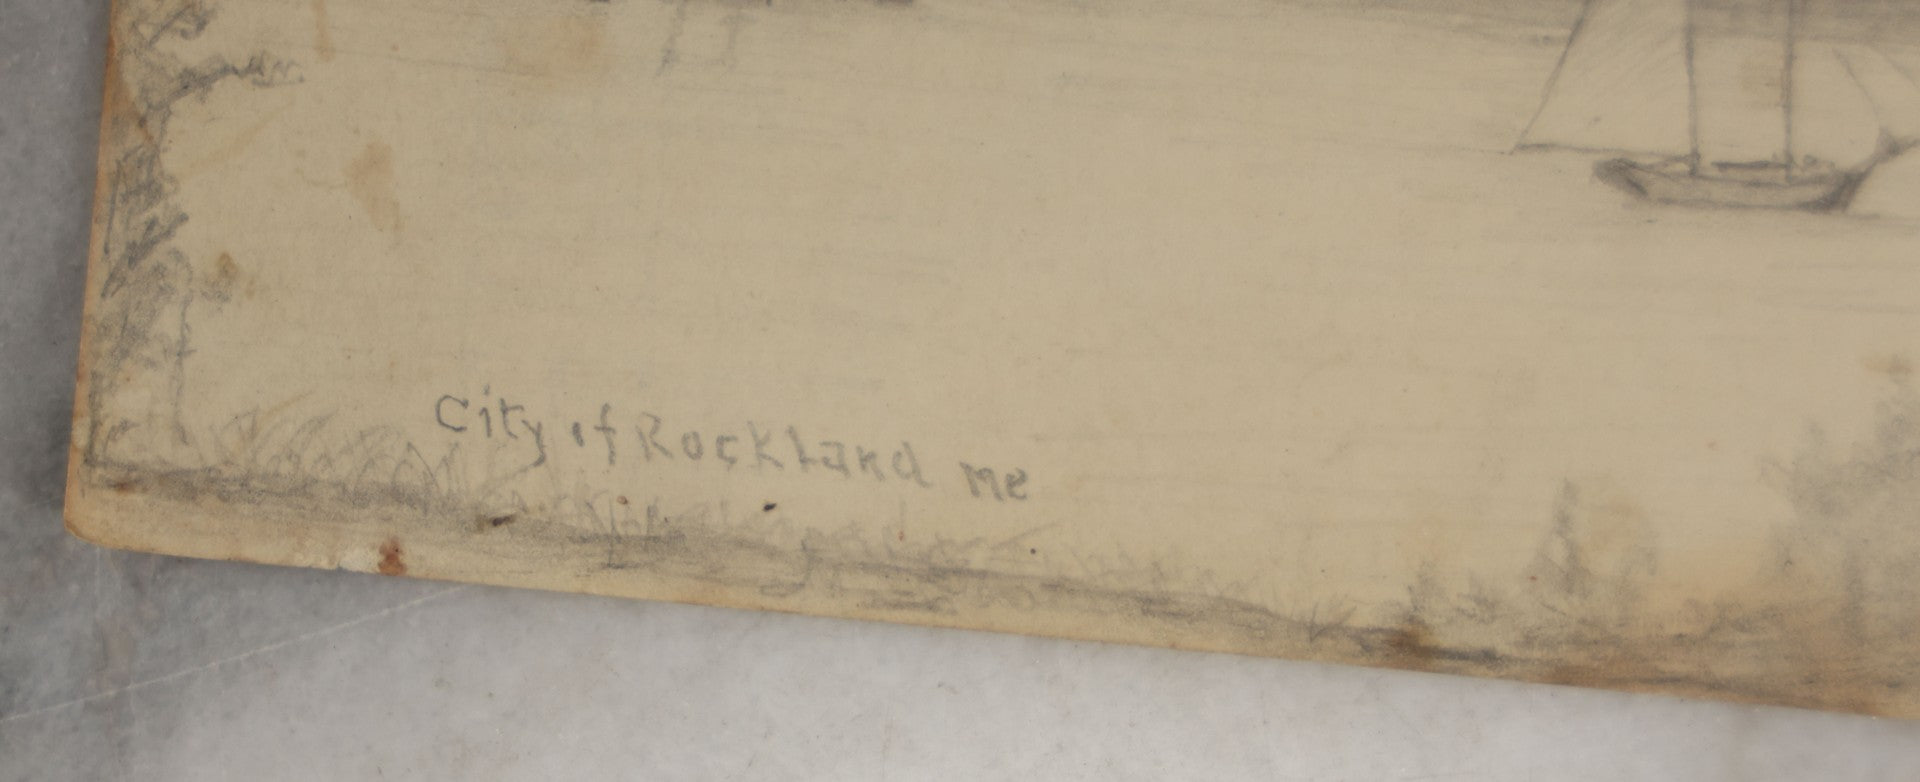 City of Rockland me